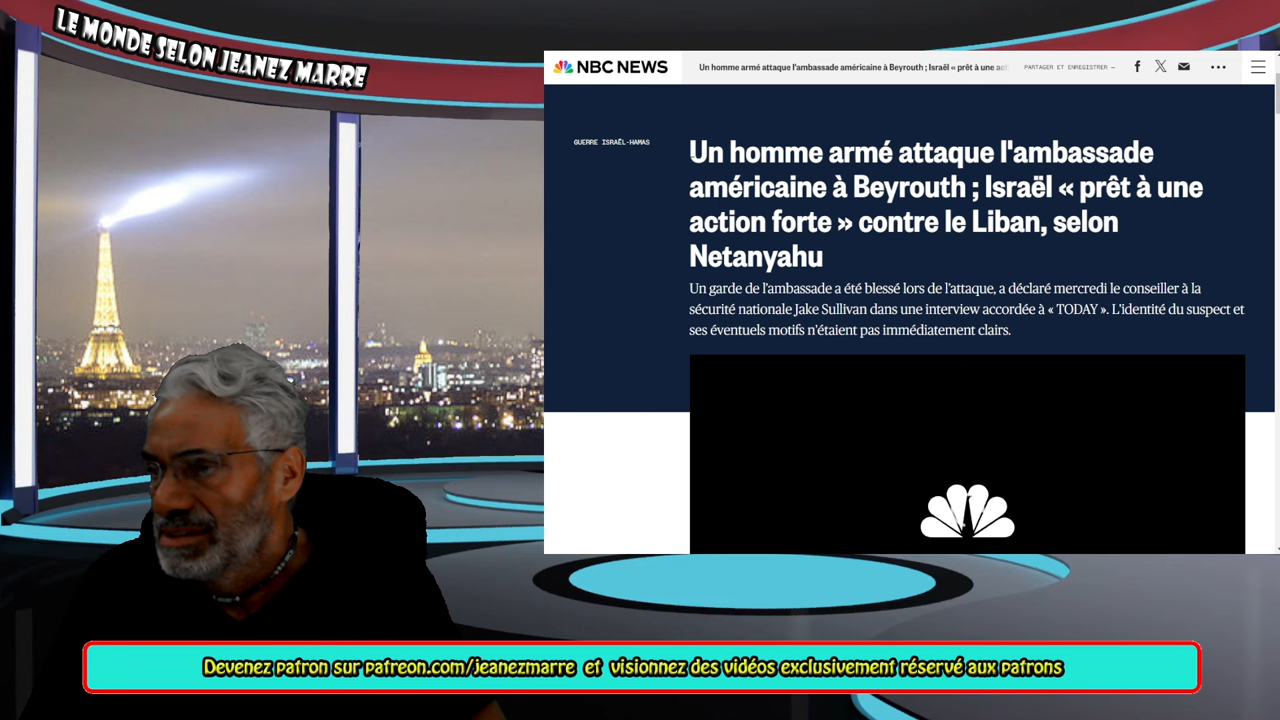 LE MONDE SELON JEANEZ MARRE
NBC NEWS
Un homme armé attaque l'ambassade américaine à Beyrouth ; Israël « prêt à une
PARTAGER ET ENREGISTRER —
GUERRE ISRAËL-HAMAS
Un homme armé attaque l'ambassade
américaine à Beyrouth ; Israël « prêt à une
action forte » contre le Liban, selon
Netanyahu
Un garde de l'ambassade a été blessé lors de l'attaque, a déclaré mercredi le conseiller à la
sécurité nationale Jake Sullivan dans une interview accordée à « TODAY ». L'identité du suspect et
ses éventuels motifs n'étaient pas immédiatement clairs.
Devenez patron sur patreon.com/jeanezmarre et visionnez des vidéos exclusivement réservé aux patrons